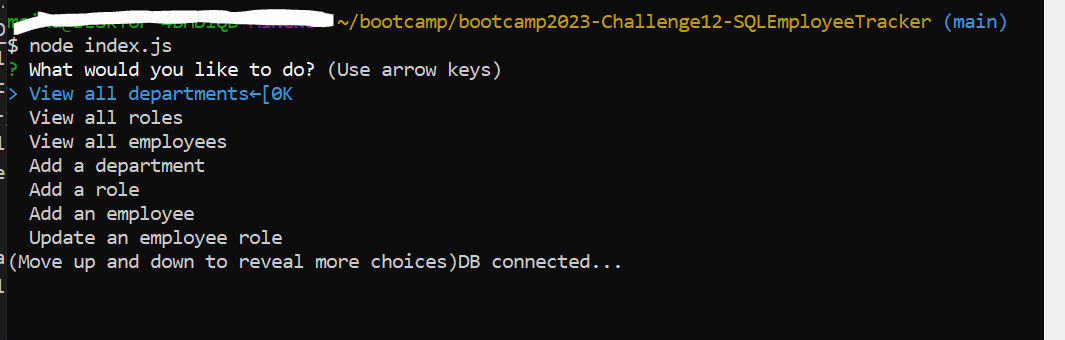 ~/bootcamp/bootcamp2023-Challenge12-SQLEmployeeTracker (main)
$ node index.js
? What would you like to do? (Use arrow keys)
> View all departments←[0K
View all roles
View all employees
Add a department
Add a role
Add an employee
Update an employee role
(Move up and down to reveal more choices)DB connected...